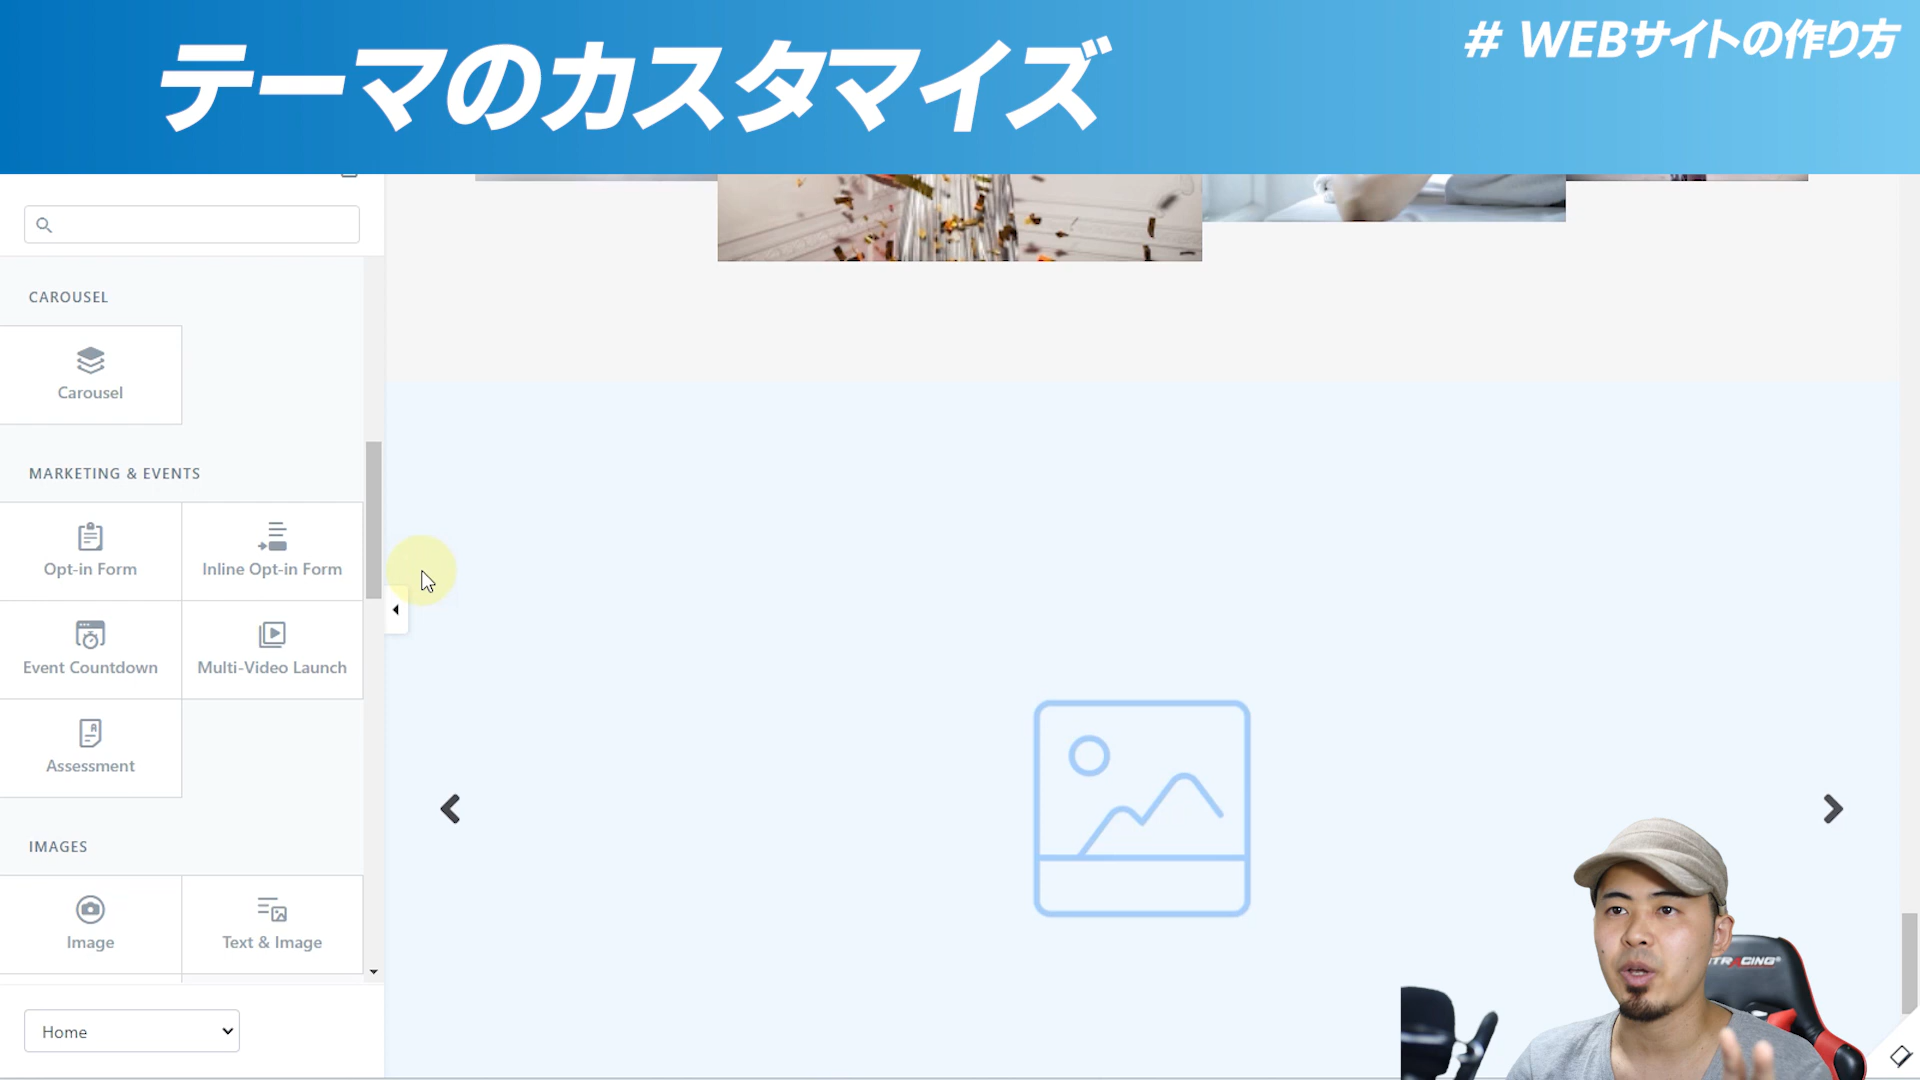 テーマのカスタマイズ
# WEBサイトの作り方
CAROUSEL
Carousel
MARKETING & EVENTS
Opt-in Form
Inline Opt-in Form
Event Countdown
Multi-Video Launch
Assessment
IMAGES
Image
Text & Image
Home